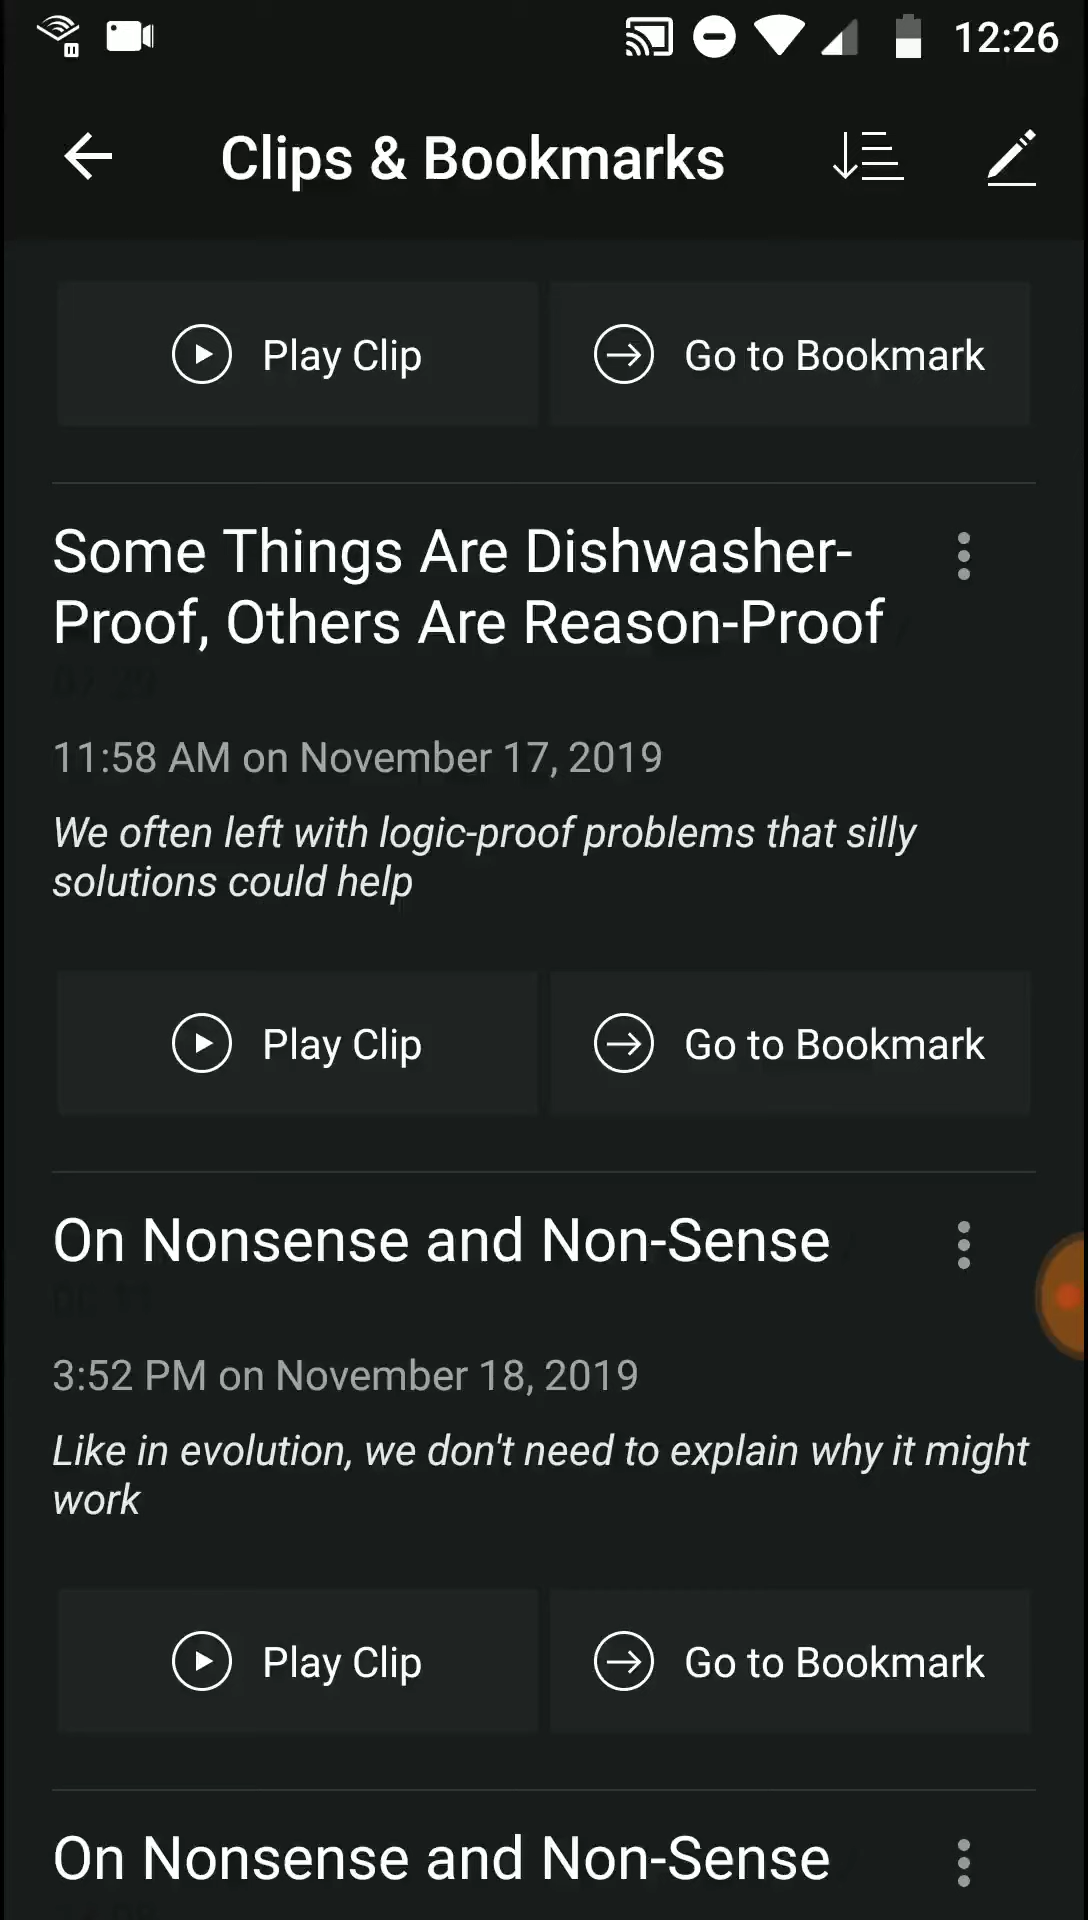 12:26
Clips & Bookmarks
Play Clip
Go to Bookmark
Some Things Are Dishwasher-
Proof, Others Are Reason-Proof
11:58 AM on November 17, 2019
We often left with logic-proof problems that silly
solutions could help
Play Clip
Go to Bookmark
On Nonsense and Non-Sense
3:52 PM on November 18, 2019
Like in evolution, we don't need to explain why it might
work
Play Clip
Go to Bookmark
On Nonsense and Non-Sense